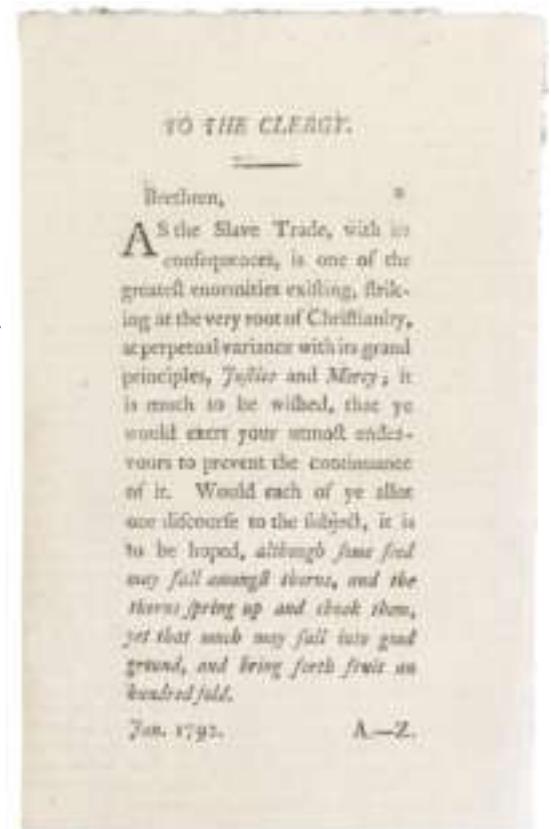 TO THE CLERGY.
Brethren,
AS the Slave Trade, with its
conſequences, is one of the
greateſt enormities exiſting, ſtrik-
ing at the very root of Chriſtianity,
at perpetual variance with its grand
principles, Juſtice and Mercy, it
is much to be wiſhed, that ye
would exert your utmoſt endea-
vours to prevent the continuance
of it. Would each of ye allot
one diſcourſe to the ſubject, it is
to be hoped, although ſome ſeed
may fall amongſt thorns, and the
thorns ſpring up and choak them,
yet that much may fall into good
ground, and bring forth fruit an
hundred fold.
Jan. 1792. A.—Z.